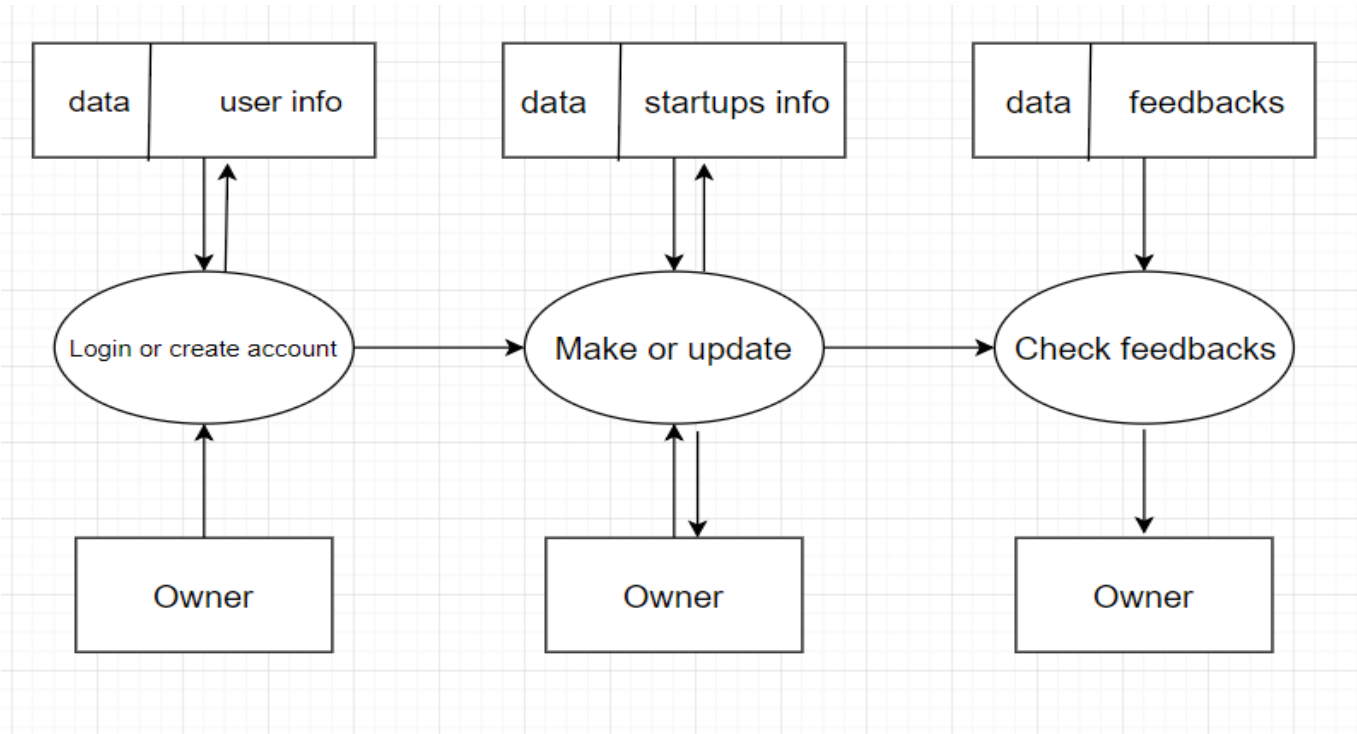 data user info
data startups info
data feedbacks
Login or create account
Make or update
Check feedbacks
Owner
Owner
Owner